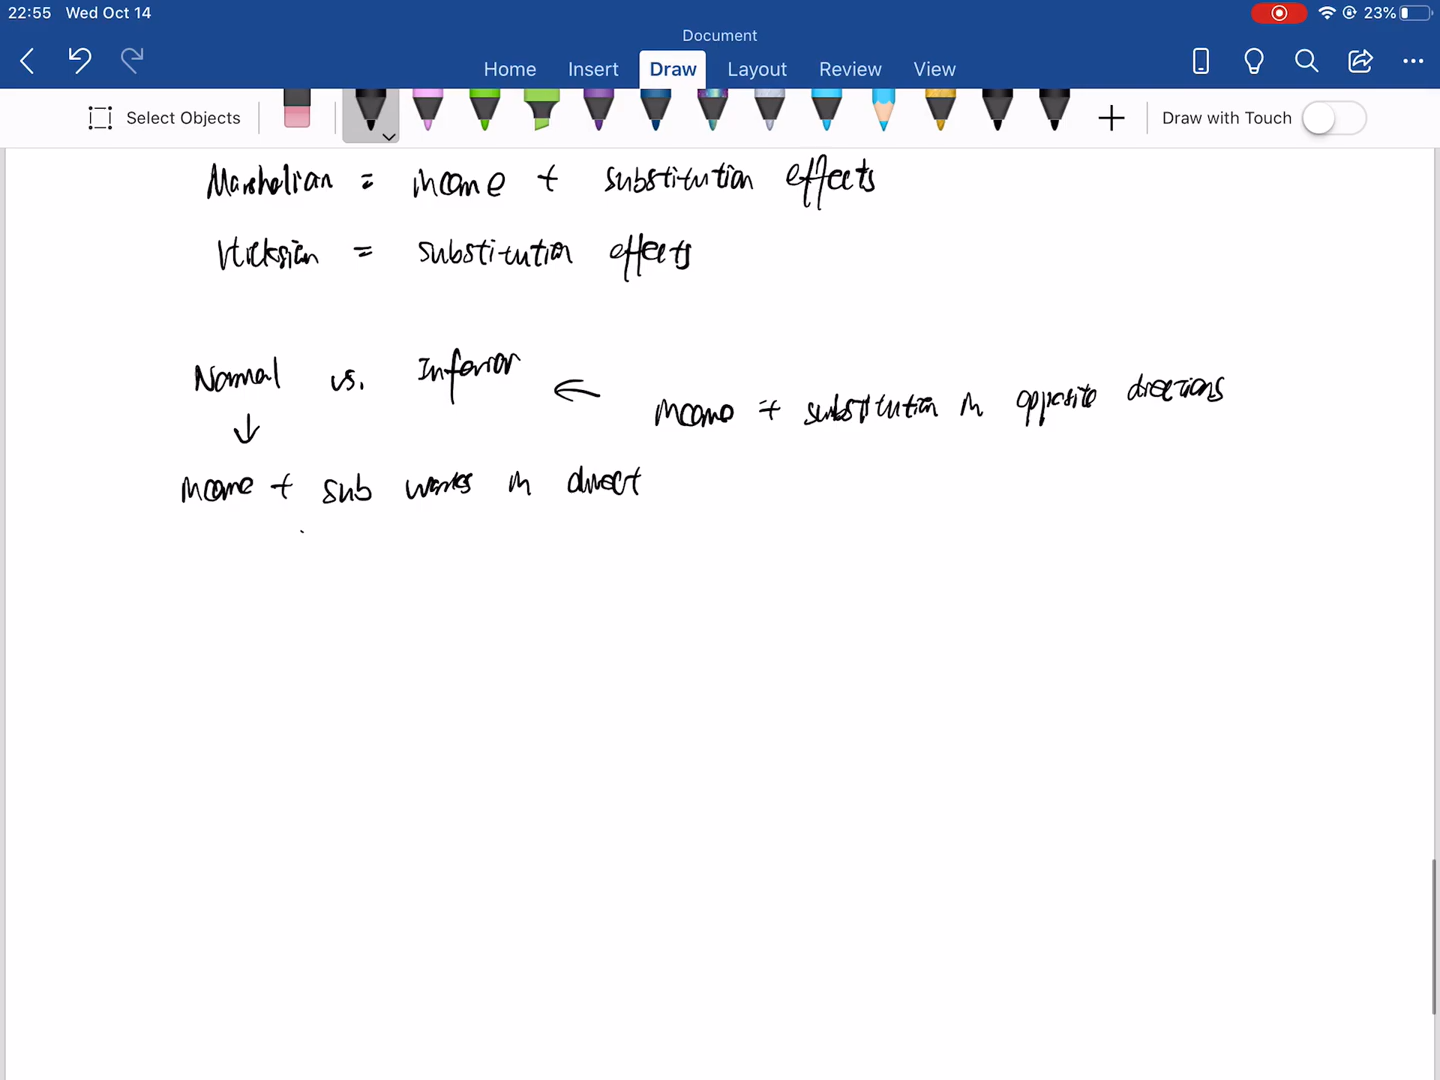 22:55 Wed Oct 14 23%
Document
Home Insert Draw Layout Review View
Select Objects Draw with Touch
Marshallian = income + substitution effects
Hicksian = substitution effects
Normal vs. Inferior
income + substitution in opposite directions
income + sub works in direct